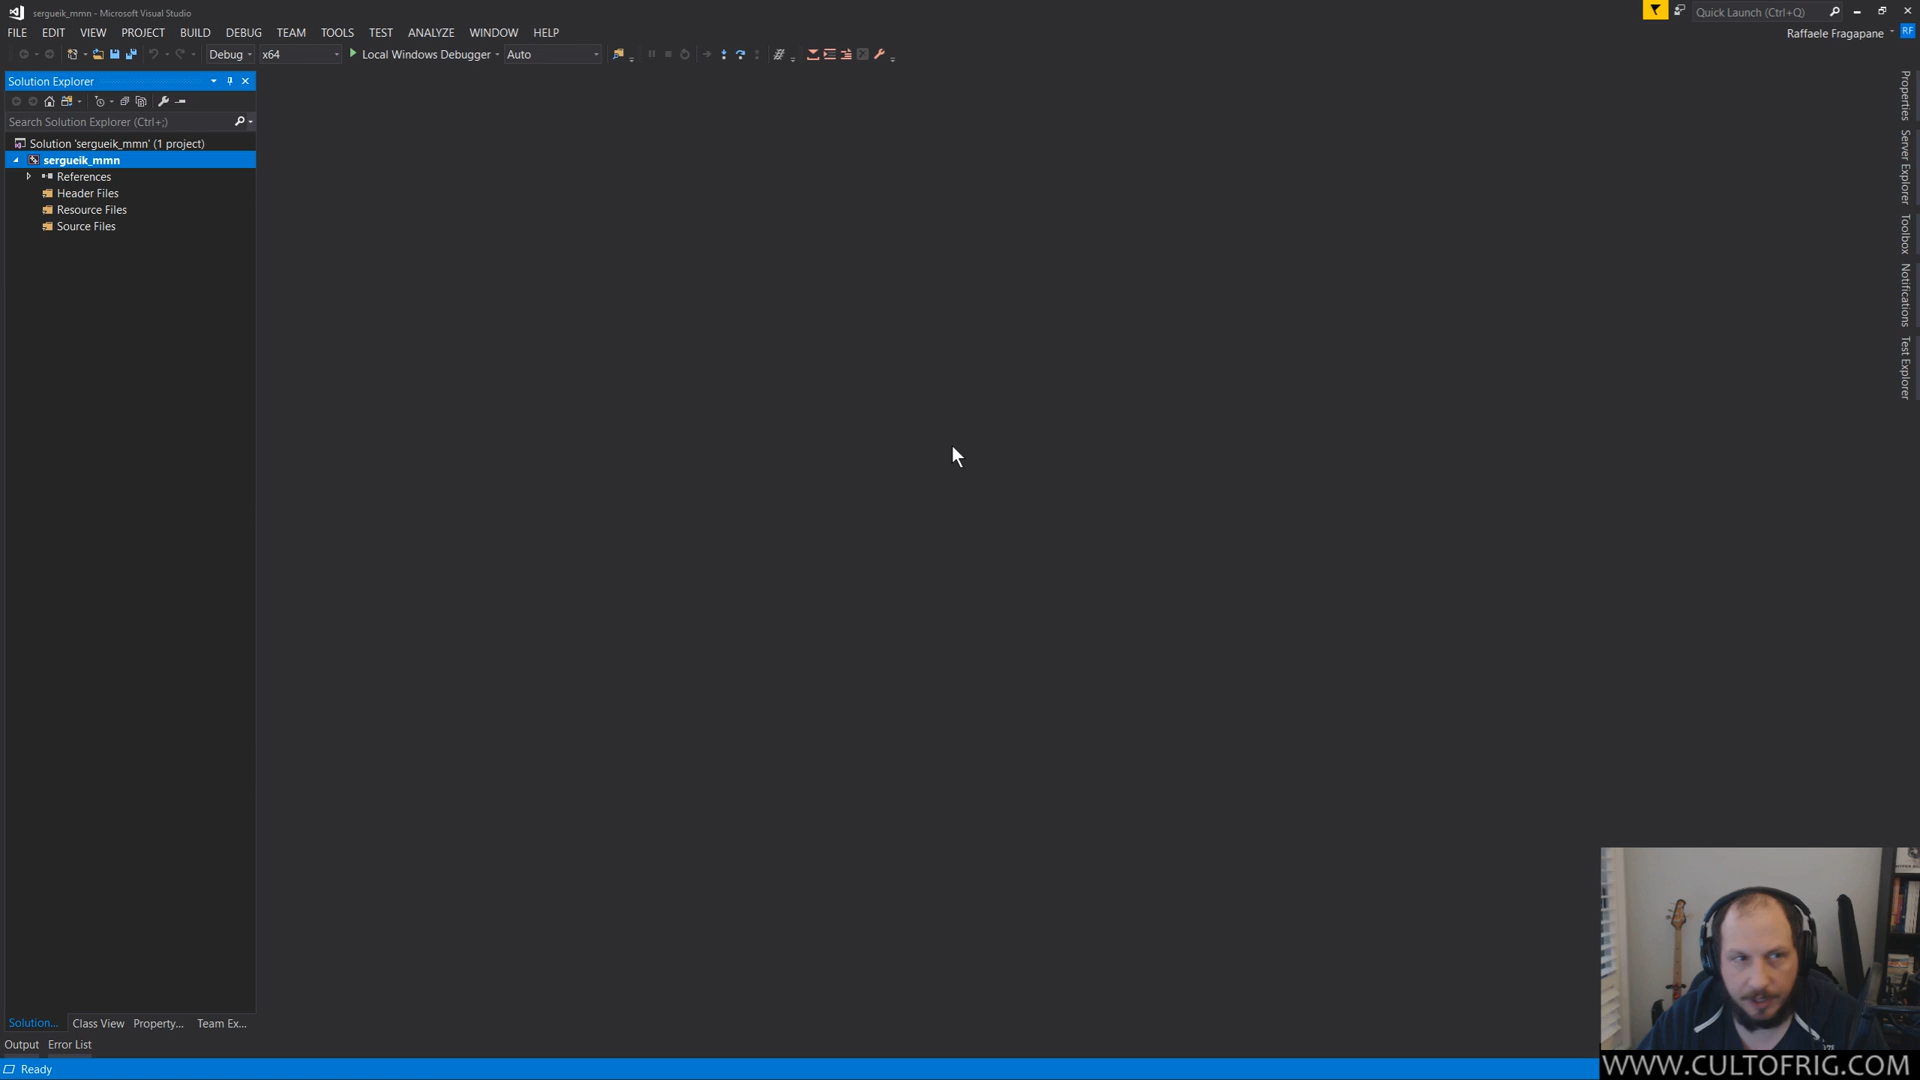 sergueik_mmn - Microsoft Visual Studio
Quick Launch (Ctrl+Q)
FILE EDIT VIEW PROJECT BUILD DEBUG TEAM TOOLS TEST ANALYZE WINDOW HELP
Raffaele Fragapane RF
Debug x64 Local Windows Debugger Auto
Solution Explorer
Search Solution Explorer (Ctrl+;)
Solution 'sergueik_mmn' (1 project)
sergueik_mmn
References
Header Files
Resource Files
Source Files
Properties
Server Explorer
Toolbox
Notifications
Test Explorer
Solution... Class View Property... Team Ex...
Output Error List
Ready
WWW.CULTOFRIG.COM